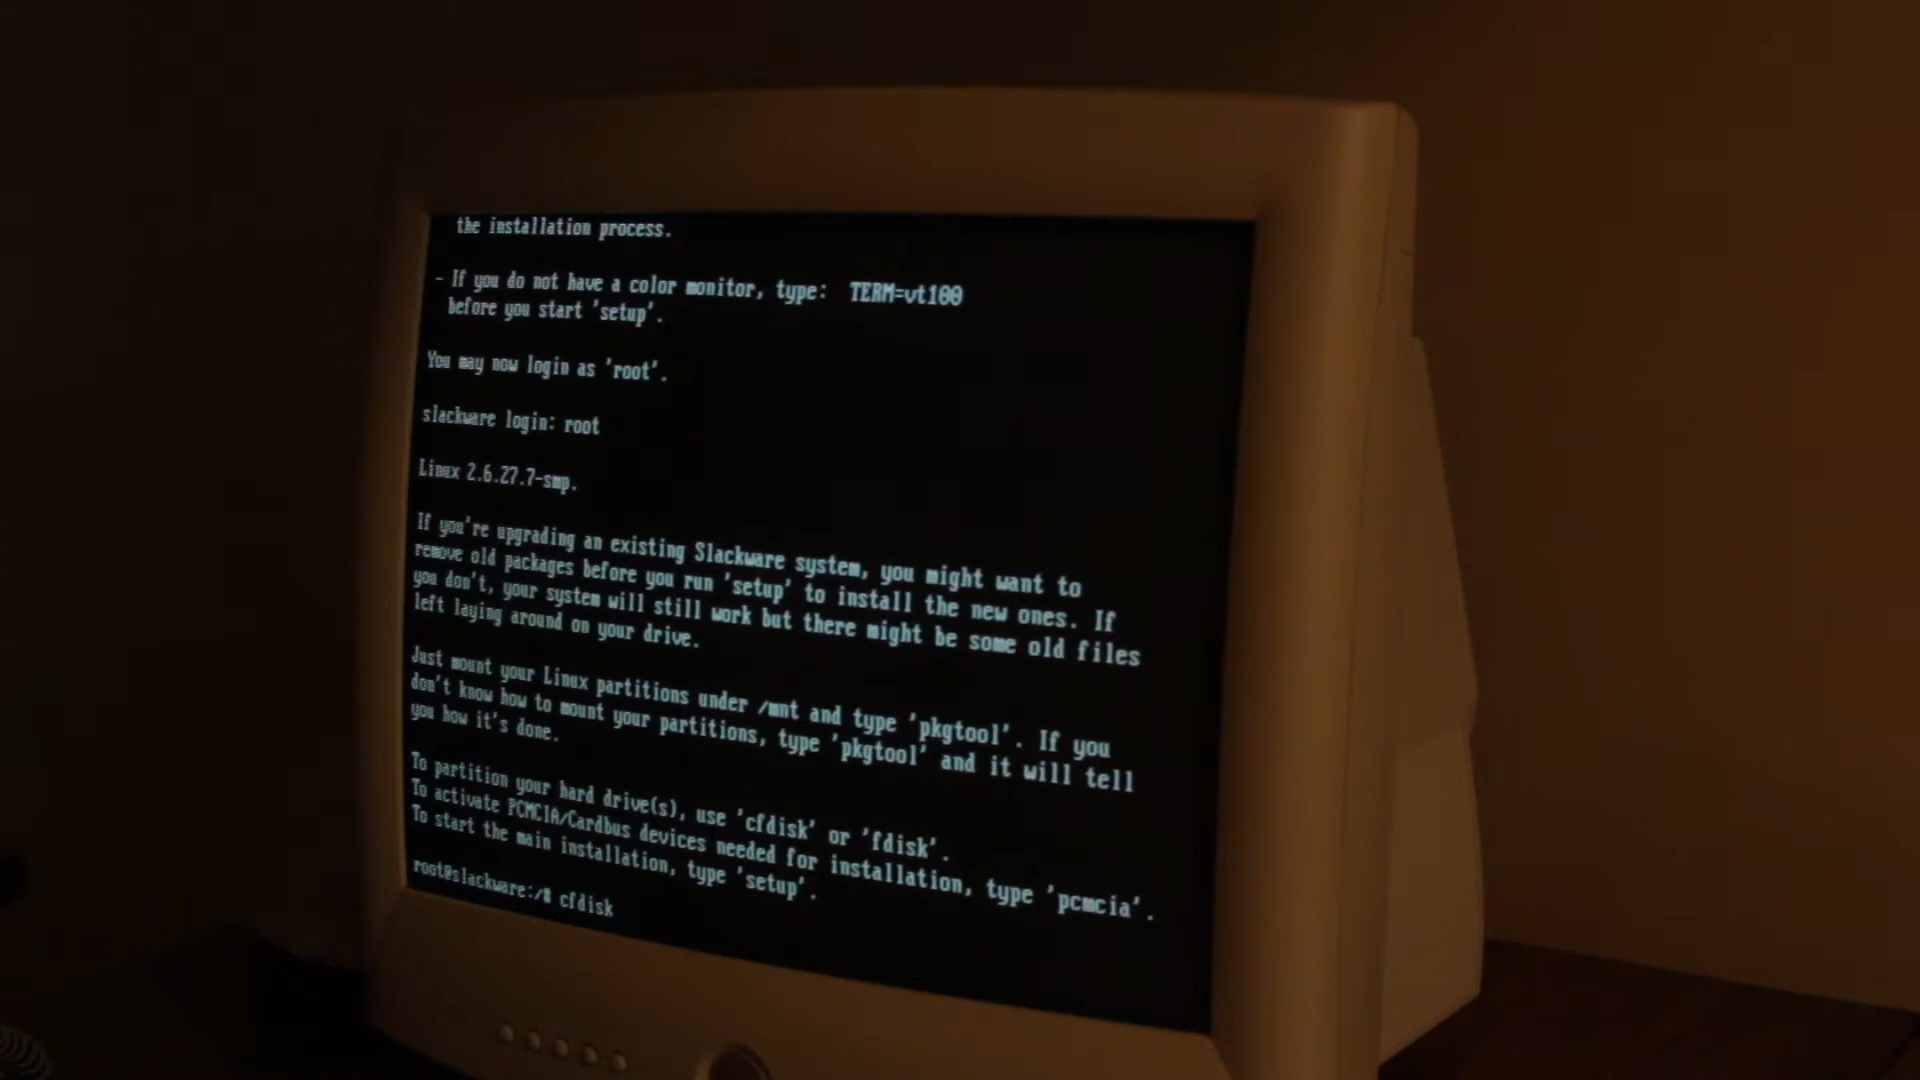 the installation process.
- If you do not have a color monitor, type:  TERM=vt100
before you start 'setup'.
You may now login as 'root'.
slackware login: root
Linux 2.6.27.7-smp.
If you're upgrading an existing Slackware system, you might want to
remove old packages before you run 'setup' to install the new ones. If
you don't, your system will still work but there might be some old files
left laying around on your drive.
Just mount your Linux partitions under /mnt and type 'pkgtool'. If you
don't know how to mount your partitions, type 'pkgtool' and it will tell
you how it's done.
To partition your hard drive(s), use 'cfdisk' or 'fdisk'.
To activate PCMCIA/Cardbus devices needed for installation, type 'pcmcia'.
To start the main installation, type 'setup'.
root@slackware:/# cfdisk